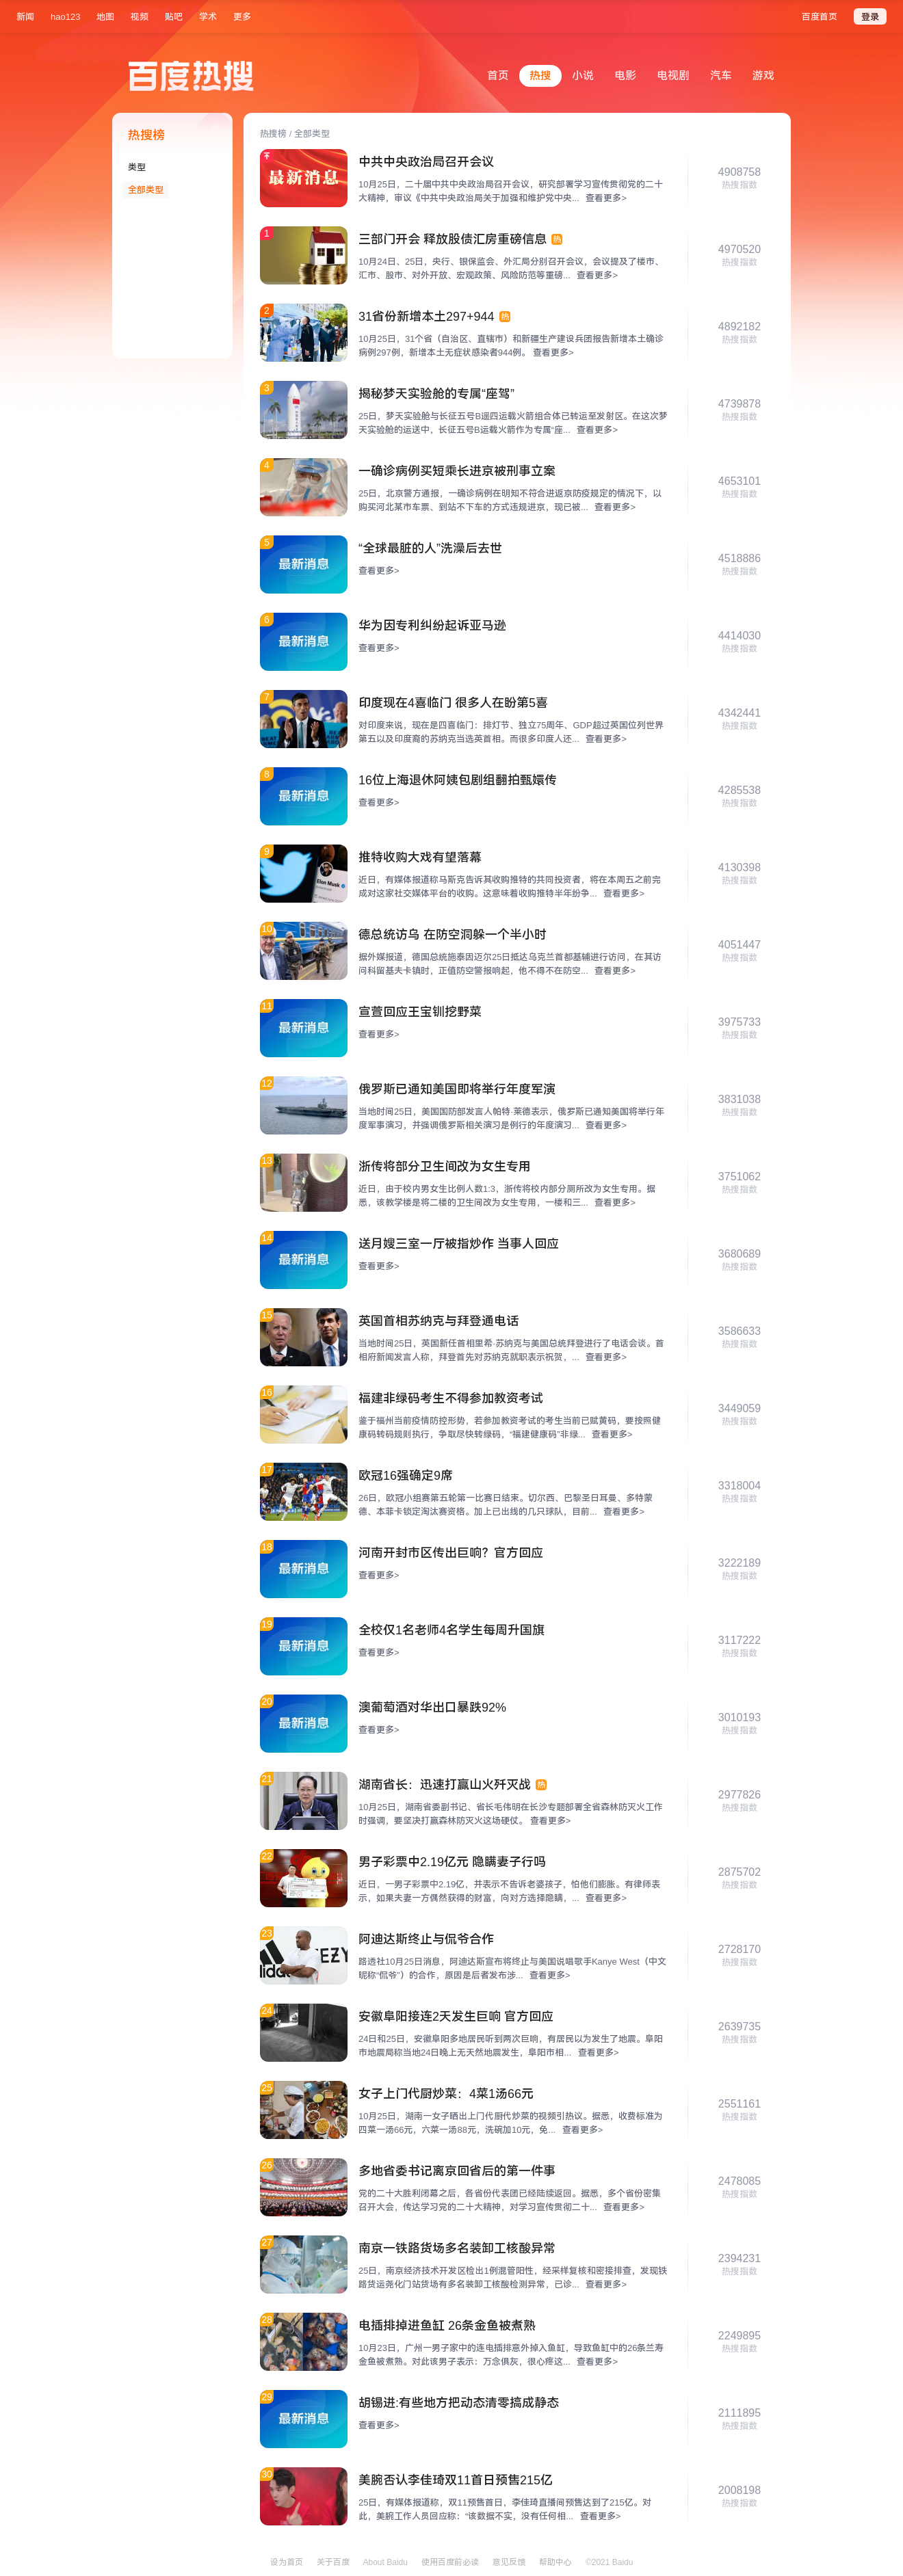 新闻 hao123 地图 视频 贴吧 学术 更多 百度首页 登录
百度热搜 首页 热搜 小说 电影 电视剧 汽车 游戏
热搜榜
类型
全部类型
热搜榜 / 全部类型
最新消息
中共中央政治局召开会议
10月25日，二十届中共中央政治局召开会议，研究部署学习宣传贯彻党的二十
大精神，审议《中共中央政治局关于加强和维护党中央... 查看更多>
4908758
热搜指数
1
三部门开会 释放股债汇房重磅信息 热
10月24日、25日，央行、银保监会、外汇局分别召开会议，会议提及了楼市、
汇市、股市、对外开放、宏观政策、风险防范等重磅... 查看更多>
4970520
热搜指数
2
31省份新增本土297+944 热
10月25日，31个省（自治区、直辖市）和新疆生产建设兵团报告新增本土确诊
病例297例，新增本土无症状感染者944例。 查看更多>
4892182
热搜指数
3
揭秘梦天实验舱的专属“座驾”
25日，梦天实验舱与长征五号B遥四运载火箭组合体已转运至发射区。在这次梦
天实验舱的运送中，长征五号B运载火箭作为专属“座... 查看更多>
4739878
热搜指数
4
一确诊病例买短乘长进京被刑事立案
25日，北京警方通报，一确诊病例在明知不符合进返京防疫规定的情况下，以
购买河北某市车票、到站不下车的方式违规进京，现已被... 查看更多>
4653101
热搜指数
5
最新消息
“全球最脏的人”洗澡后去世
查看更多>
4518886
热搜指数
6
最新消息
华为因专利纠纷起诉亚马逊
查看更多>
4414030
热搜指数
7
印度现在4喜临门 很多人在盼第5喜
对印度来说，现在是四喜临门：排灯节、独立75周年、GDP超过英国位列世界
第五以及印度裔的苏纳克当选英首相。而很多印度人还... 查看更多>
4342441
热搜指数
8
最新消息
16位上海退休阿姨包剧组翻拍甄嬛传
查看更多>
4285538
热搜指数
9
推特收购大戏有望落幕
近日，有媒体报道称马斯克告诉其收购推特的共同投资者，将在本周五之前完
成对这家社交媒体平台的收购。这意味着收购推特半年纷争... 查看更多>
4130398
热搜指数
10
德总统访乌 在防空洞躲一个半小时
据外媒报道，德国总统施泰因迈尔25日抵达乌克兰首都基辅进行访问，在其访
问科留基夫卡镇时，正值防空警报响起，他不得不在防空... 查看更多>
4051447
热搜指数
11
最新消息
宣萱回应王宝钏挖野菜
查看更多>
3975733
热搜指数
12
俄罗斯已通知美国即将举行年度军演
当地时间25日，美国国防部发言人帕特·莱德表示，俄罗斯已通知美国将举行年
度军事演习，并强调俄罗斯相关演习是例行的年度演习... 查看更多>
3831038
热搜指数
13
浙传将部分卫生间改为女生专用
近日，由于校内男女生比例人数1:3，浙传将校内部分厕所改为女生专用。据
悉，该教学楼是将二楼的卫生间改为女生专用，一楼和三... 查看更多>
3751062
热搜指数
14
最新消息
送月嫂三室一厅被指炒作 当事人回应
查看更多>
3680689
热搜指数
15
英国首相苏纳克与拜登通电话
当地时间25日，英国新任首相里希·苏纳克与美国总统拜登进行了电话会谈。首
相府新闻发言人称，拜登首先对苏纳克就职表示祝贺，... 查看更多>
3586633
热搜指数
16
福建非绿码考生不得参加教资考试
鉴于福州当前疫情防控形势，若参加教资考试的考生当前已赋黄码，要按照健
康码转码规则执行，争取尽快转绿码，“福建健康码”非绿... 查看更多>
3449059
热搜指数
17
欧冠16强确定9席
26日，欧冠小组赛第五轮第一比赛日结束。切尔西、巴黎圣日耳曼、多特蒙
德、本菲卡锁定淘汰赛资格。加上已出线的几只球队，目前... 查看更多>
3318004
热搜指数
18
最新消息
河南开封市区传出巨响？官方回应
查看更多>
3222189
热搜指数
19
最新消息
全校仅1名老师4名学生每周升国旗
查看更多>
3117222
热搜指数
20
最新消息
澳葡萄酒对华出口暴跌92%
查看更多>
3010193
热搜指数
21
湖南省长：迅速打赢山火歼灭战 热
10月25日，湖南省委副书记、省长毛伟明在长沙专题部署全省森林防灭火工作
时强调，要坚决打赢森林防灭火这场硬仗。 查看更多>
2977826
热搜指数
22
男子彩票中2.19亿元 隐瞒妻子行吗
近日，一男子彩票中2.19亿，并表示不告诉老婆孩子，怕他们膨胀。有律师表
示，如果夫妻一方偶然获得的财富，向对方选择隐瞒，... 查看更多>
2875702
热搜指数
23
阿迪达斯终止与侃爷合作
路透社10月25日消息，阿迪达斯宣布将终止与美国说唱歌手Kanye West（中文
昵称“侃爷”）的合作，原因是后者发布涉... 查看更多>
2728170
热搜指数
24
安徽阜阳接连2天发生巨响 官方回应
24日和25日，安徽阜阳多地居民听到两次巨响，有居民以为发生了地震。阜阳
市地震局称当地24日晚上无天然地震发生，阜阳市相... 查看更多>
2639735
热搜指数
25
女子上门代厨炒菜：4菜1汤66元
10月25日，湖南一女子晒出上门代厨代炒菜的视频引热议。据悉，收费标准为
四菜一汤66元，六菜一汤88元，洗碗加10元，免... 查看更多>
2551161
热搜指数
26
多地省委书记离京回省后的第一件事
党的二十大胜利闭幕之后，各省份代表团已经陆续返回。据悉，多个省份密集
召开大会，传达学习党的二十大精神，对学习宣传贯彻二十... 查看更多>
2478085
热搜指数
27
南京一铁路货场多名装卸工核酸异常
25日，南京经济技术开发区检出1例混管阳性，经采样复核和密接排查，发现铁
路货运尧化门站货场有多名装卸工核酸检测异常，已诊... 查看更多>
2394231
热搜指数
28
电插排掉进鱼缸 26条金鱼被煮熟
10月23日，广州一男子家中的连电插排意外掉入鱼缸，导致鱼缸中的26条兰寿
金鱼被煮熟。对此该男子表示：万念俱灰，很心疼这... 查看更多>
2249895
热搜指数
29
最新消息
胡锡进:有些地方把动态清零搞成静态
查看更多>
2111895
热搜指数
30
美腕否认李佳琦双11首日预售215亿
25日，有媒体报道称，双11预售首日，李佳琦直播间预售达到了215亿。对
此，美腕工作人员回应称：“该数据不实，没有任何相... 查看更多>
2008198
热搜指数
设为首页 关于百度 About Baidu 使用百度前必读 意见反馈 帮助中心 ©2021 Baidu